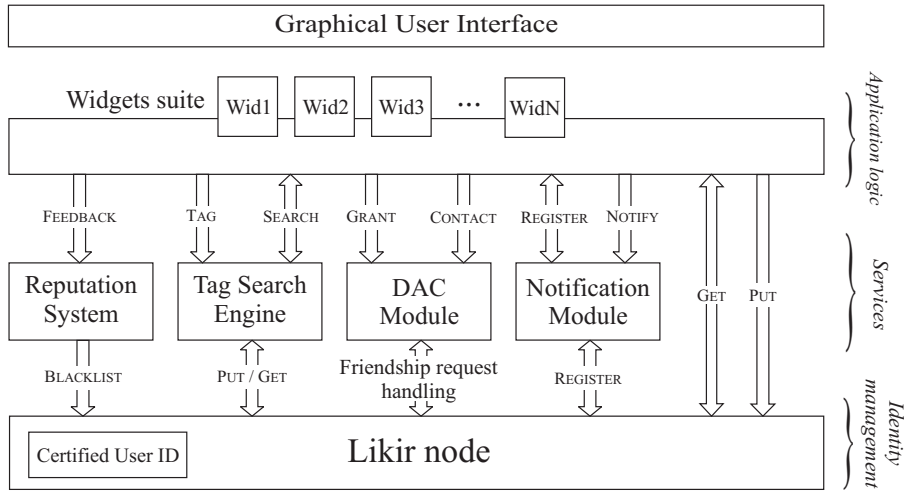 Graphical User Interface
Widgets suite
Wid1 Wid2 Wid3 ... WidN
Application logic
FEEDBACK TAG SEARCH GRANT CONTACT REGISTER NOTIFY
Reputation System
Tag Search Engine
DAC Module
Notification Module
GET PUT
Services
BLACKLIST
PUT / GET
Friendship request handling
REGISTER
Certified User ID
Likir node
Identity management